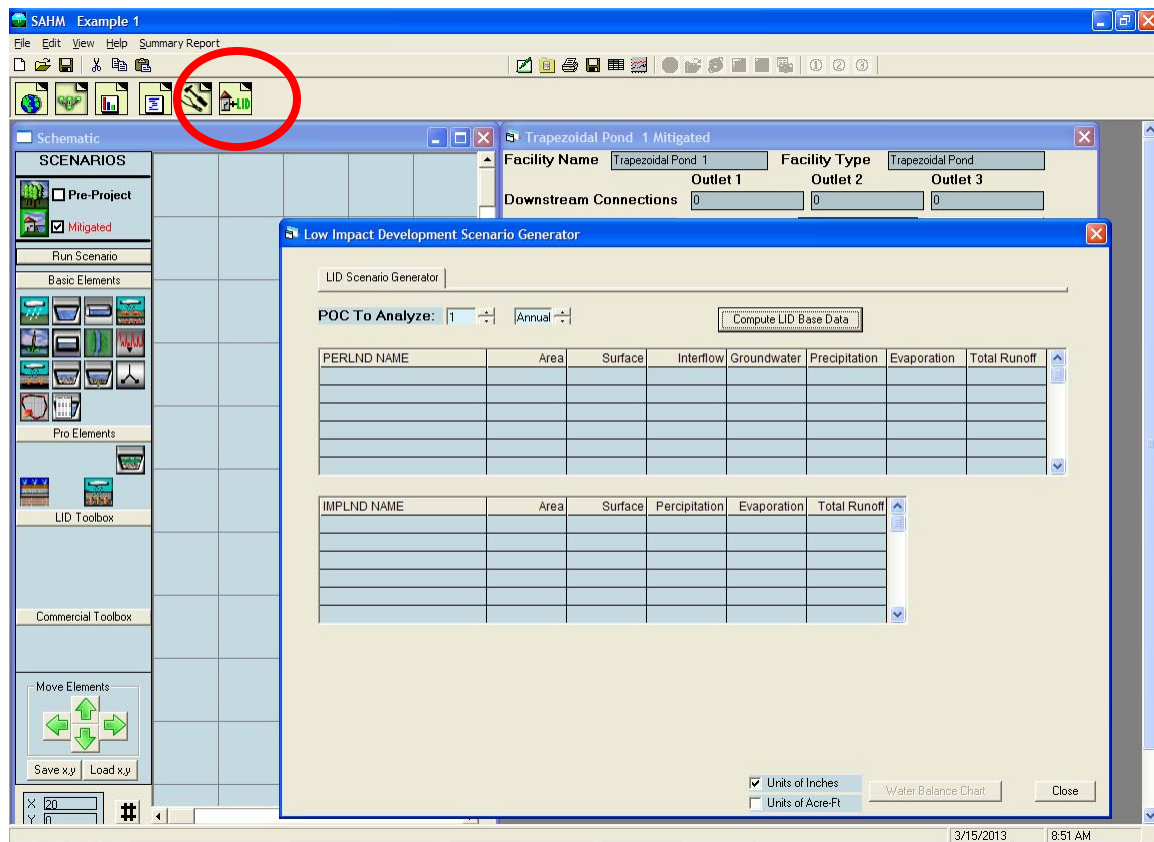 SAHM Example 1
File Edit View Help Summary Report
+LID
Schematic
SCENARIOS
Pre-Project
Mitigated
Run Scenario
Basic Elements
Pro Elements
LID Toolbox
Commercial Toolbox
Move Elements
Save x,y Load x,y
X 20
Y 0
#
Trapezoidal Pond 1 Mitigated
Facility Name Trapezoidal Pond 1 Facility Type Trapezoidal Pond
Outlet 1 Outlet 2 Outlet 3
Downstream Connections 0 0 0
Low Impact Development Scenario Generator
LID Scenario Generator
POC To Analyze: 1 Annual Compute LID Base Data
PERLND NAME Area Surface Interflow Groundwater Precipitation Evaporation Total Runoff
IMPLND NAME Area Surface Percipitation Evaporation Total Runoff
Units of Inches
Units of Acre-Ft
Water Balance Chart Close
3/15/2013 8:51 AM